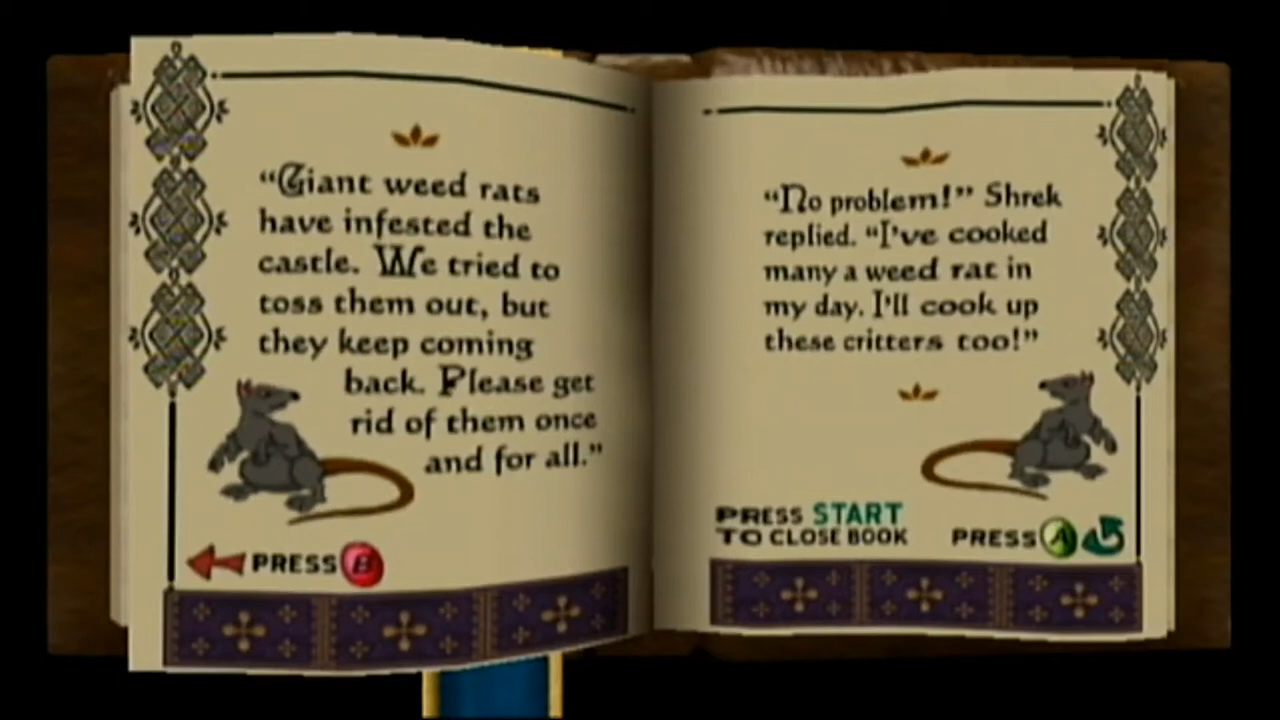 “Giant weed rats
have infested the
castle. We tried to
toss them out, but
they keep coming
back. Please get
rid of them once
and for all.”
PRESS B
“No problem!” Shrek
replied. “I’ve cooked
many a weed rat in
my day. I’ll cook up
these critters too!”
PRESS START
TO CLOSE BOOK
PRESS A